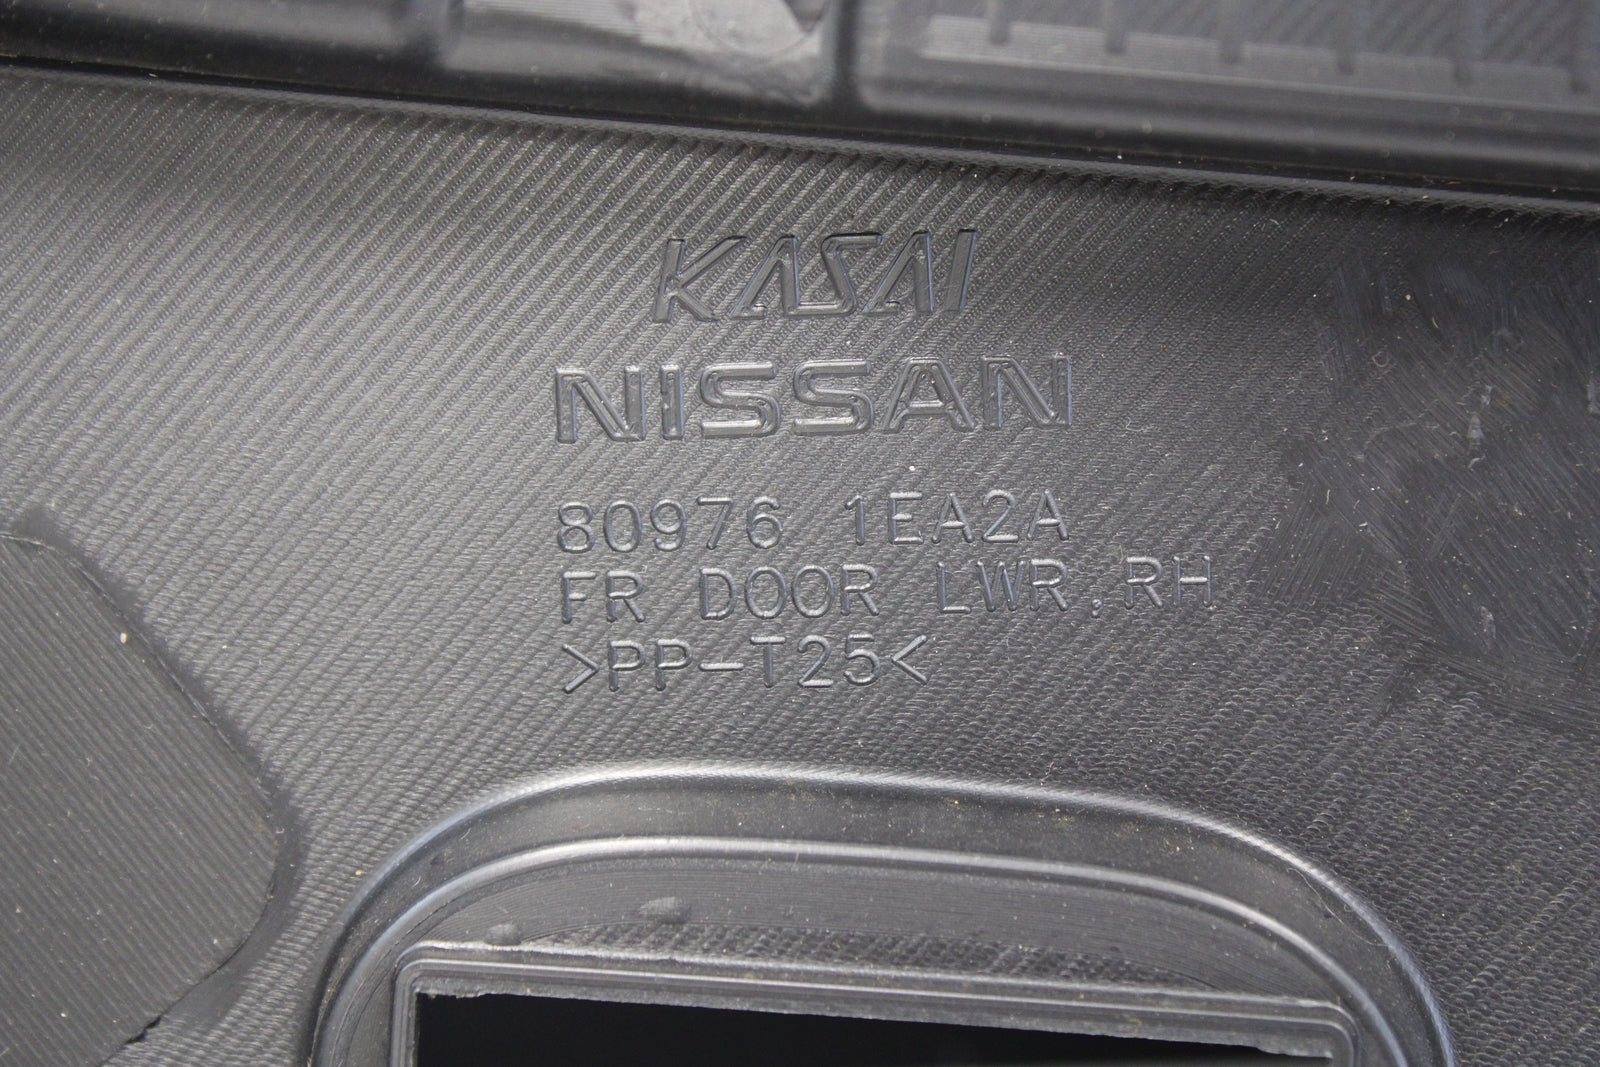 KASAI
NISSAN
80976 1EA2A
FR DOOR LWR,RH
>PP-T25<